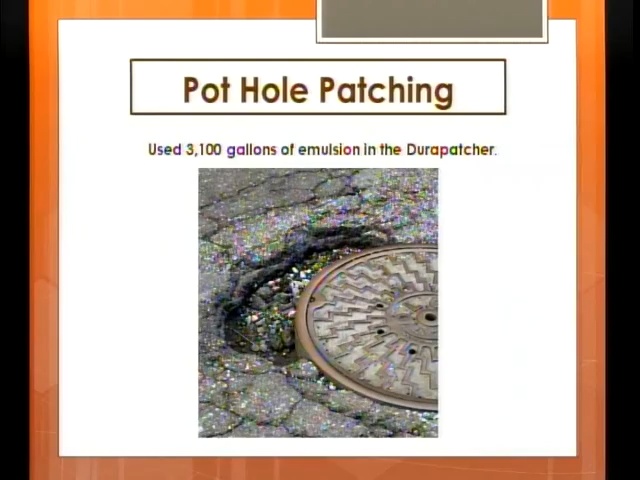 Pot Hole Patching
Used 3,100 gallons of emulsion in the Durapatcher.